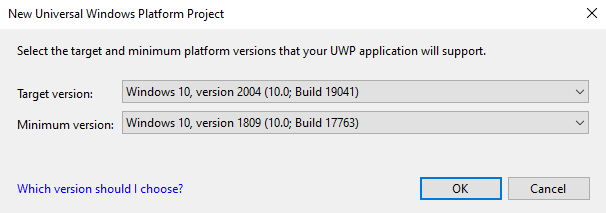 New Universal Windows Platform Project
Select the target and minimum platform versions that your UWP application will support.
Target version: Windows 10, version 2004 (10.0; Build 19041)
Minimum version: Windows 10, version 1809 (10.0; Build 17763)
Which version should I choose? OK Cancel